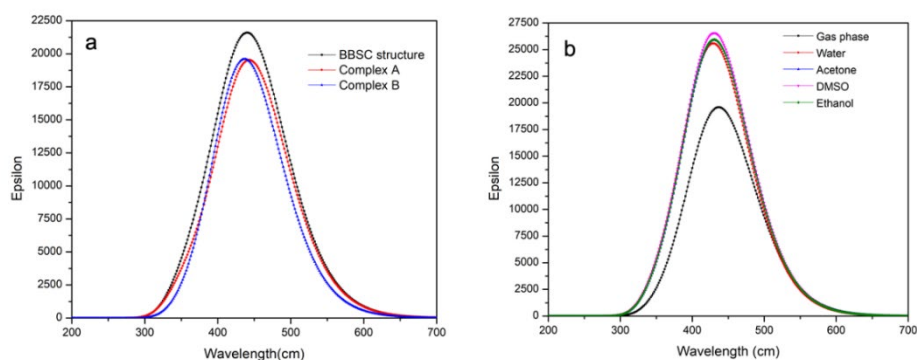 a
BBSC structure
Complex A
Complex B
22500
20000
17500
15000
12500
10000
7500
5000
2500
0
Epsilon
200
300
400
500
600
700
Wavelength(cm)
b
Gas phase
Water
Acetone
DMSO
Ethanol
27500
25000
22500
20000
17500
15000
12500
10000
7500
5000
2500
0
Epsilon
200
300
400
500
600
700
Wavelength (cm)